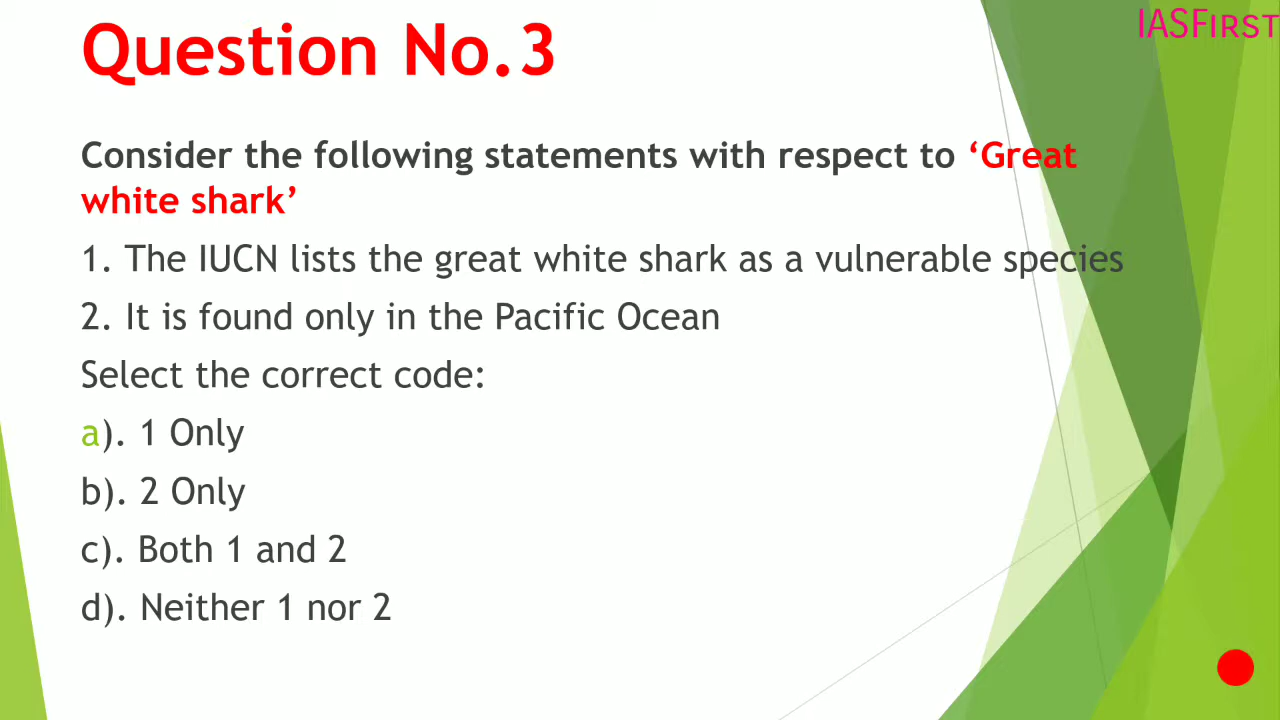 IASFIRST
Question No.3
Consider the following statements with respect to ‘Great
white shark’
1. The IUCN lists the great white shark as a vulnerable species
2. It is found only in the Pacific Ocean
Select the correct code:
a). 1 Only
b). 2 Only
c). Both 1 and 2
d). Neither 1 nor 2